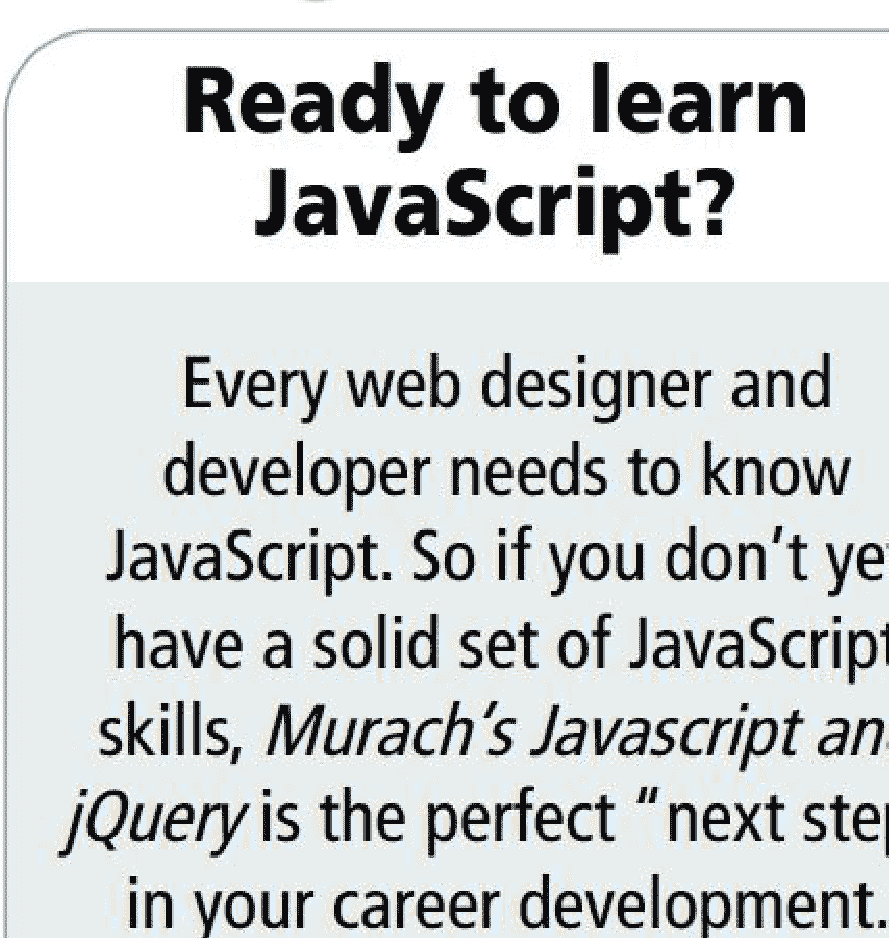 Ready to learn
JavaScript?
Every web designer and
developer needs to know
JavaScript. So if you don’t ye
have a solid set of JavaScript
skills, Murach’s Javascript an
jQuery is the perfect “next step
in your career development.